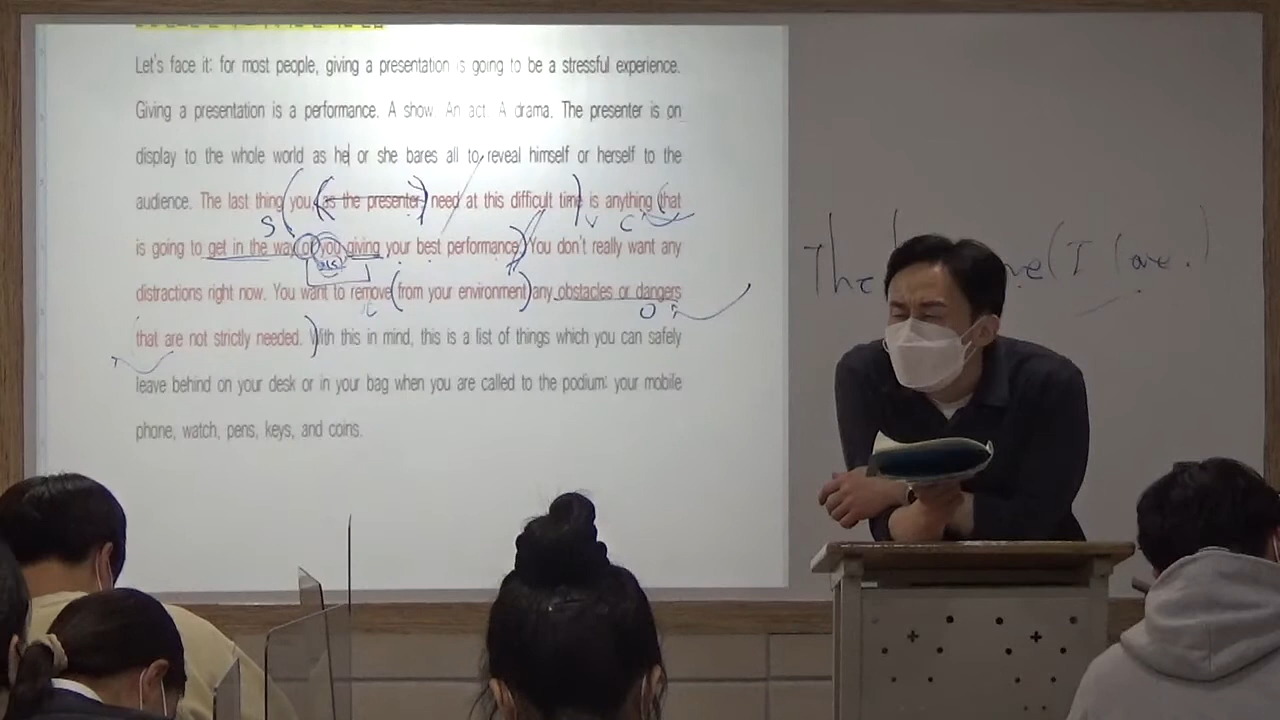 Let's face it: for most people, giving a presentation is going to be a stressful experience.
Giving a presentation is a performance. A show. An act. A drama. The presenter is on
display to the whole world as he or she bares all to reveal himself or herself to the
audience. The last thing you, as the presenter, need at this difficult time is anything that
S V C
is going to get in the way of you giving your best performance. You don't really want any
distractions right now. You want to remove from your environment any obstacles or dangers
O
that are not strictly needed. With this in mind, this is a list of things which you can safely
leave behind on your desk or in your bag when you are called to the podium: your mobile
phone, watch, pens, keys, and coins.
The (I love.)